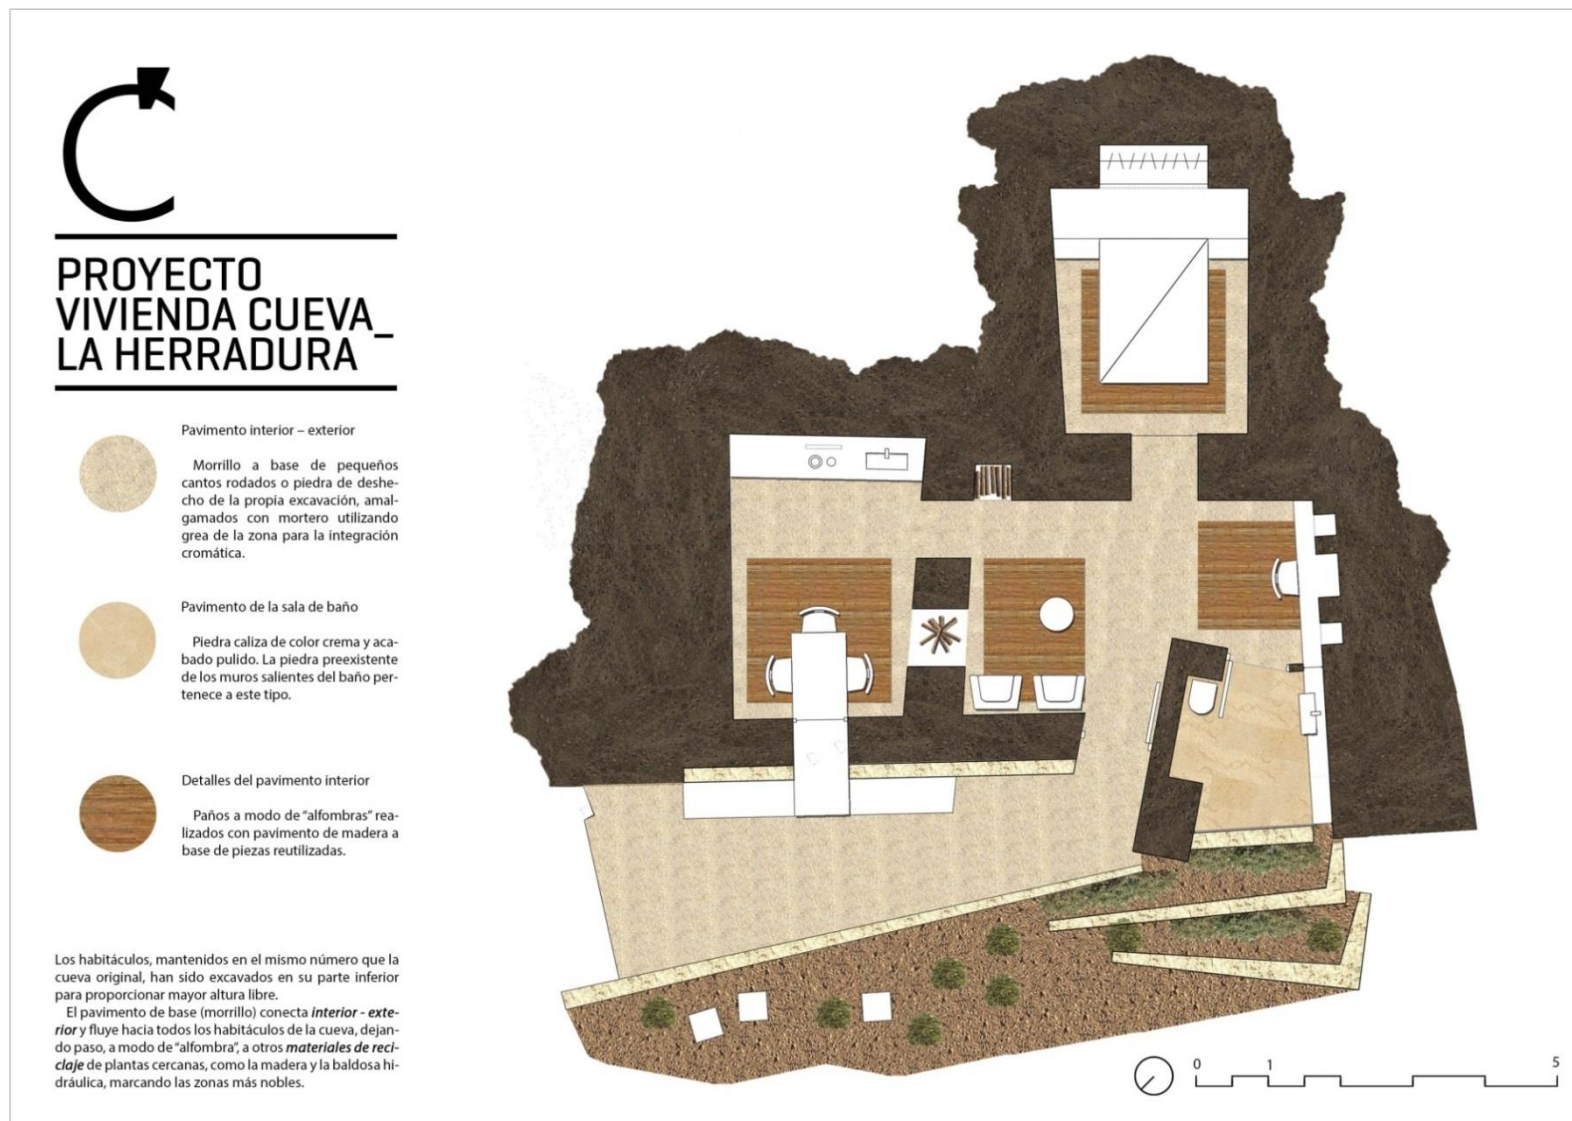 PROYECTO
VIVIENDA CUEVA_
LA HERRADURA
Pavimento interior – exterior
Morrillo a base de pequeños
cantos rodados o piedra de deshe-
cho de la propia excavación, amal-
gamados con mortero utilizando
grea de la zona para la integración
cromática.
Pavimento de la sala de baño
Piedra caliza de color crema y aca-
bado pulido. La piedra preexistente
de los muros salientes del baño per-
tenece a este tipo.
Detalles del pavimento interior
Paños a modo de “alfombras” rea-
lizados con pavimento de madera a
base de piezas reutilizadas.
Los habitáculos, mantenidos en el mismo número que la
cueva original, han sido excavados en su parte inferior
para proporcionar mayor altura libre.
El pavimento de base (morrillo) conecta interior - exte-
rior y fluye hacia todos los habitáculos de la cueva, dejan-
do paso, a modo de “alfombra”, a otros materiales de reci-
claje de plantas cercanas, como la madera y la baldosa hi-
dráulica, marcando las zonas más nobles.
0 1 5